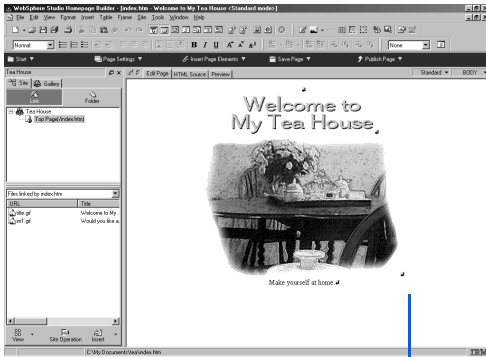 WebSphere Studio Homepage Builder - [index.htm - Welcome to My Tea House <Standard mode>]
File Edit View Format Insert Table Frame Site Tools Window Help
Normal B I U A A A None
Start Page Settings Insert Page Elements Save Page Publish Page
Tea House Edit Page HTML Source Preview Standard BODY
Site Gallery
Link Folder
Tea House
Top Page(/index.htm)
Welcome to
My Tea House
Files linked by index.htm
URL Title
title.gif Welcome to My
Would you like a
Make yourself at home
View Site Operation Insert
C:\My Documents\tea\index.htm IBM